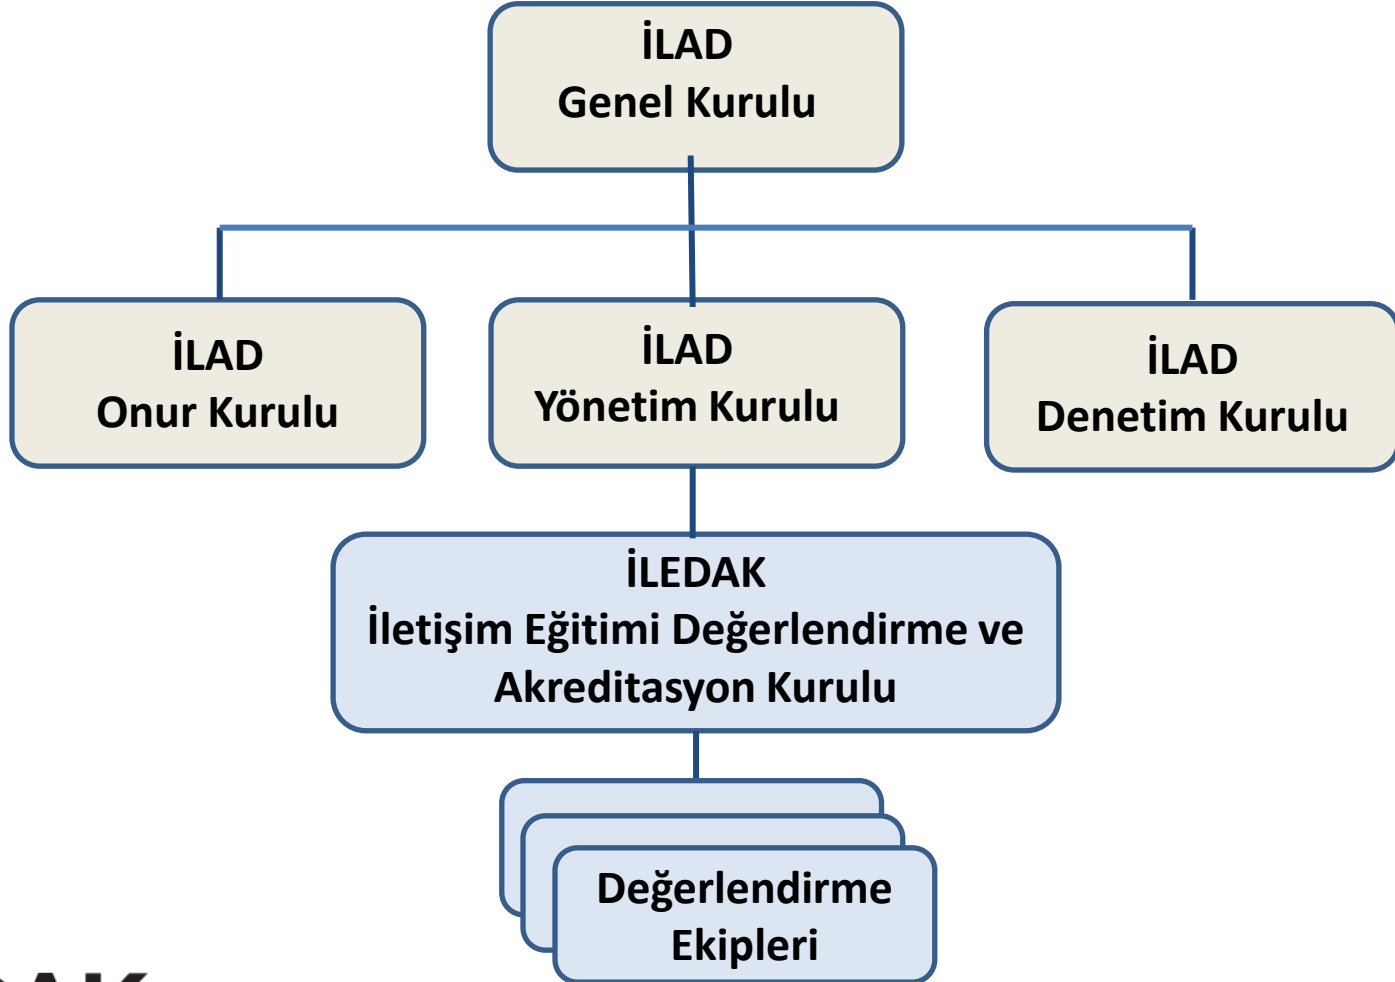 İLAD
Genel Kurulu
İLAD
Onur Kurulu
İLAD
Yönetim Kurulu
İLAD
Denetim Kurulu
İLEDAK
İletişim Eğitimi Değerlendirme ve
Akreditasyon Kurulu
Değerlendirme
Ekipleri